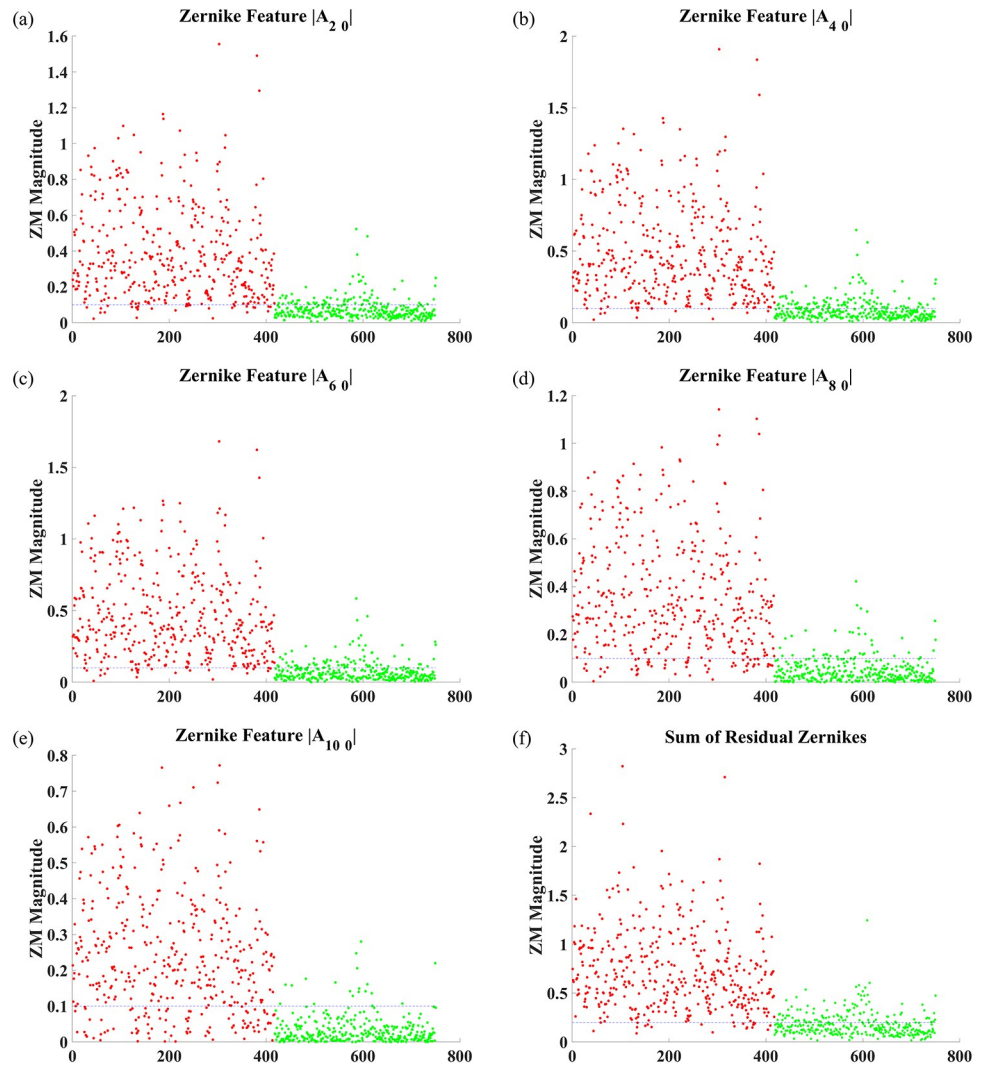 (a)
Zernike Feature |A2 0|
ZM Magnitude
1.6
1.4
1.2
1
0.8
0.6
0.4
0.2
0
0 200 400 600 800
(b)
Zernike Feature |A4 0|
ZM Magnitude
2
1.5
1
0.5
0
0 200 400 600 800
(c)
Zernike Feature |A6 0|
ZM Magnitude
2
1.5
1
0.5
0
0 200 400 600 800
(d)
Zernike Feature |A8 0|
ZM Magnitude
1.2
1
0.8
0.6
0.4
0.2
0
0 200 400 600 800
(e)
Zernike Feature |A10 0|
ZM Magnitude
0.8
0.7
0.6
0.5
0.4
0.3
0.2
0.1
0
0 200 400 600 800
(f)
Sum of Residual Zernikes
ZM Magnitude
3
2.5
2
1.5
1
0.5
0
0 200 400 600 800